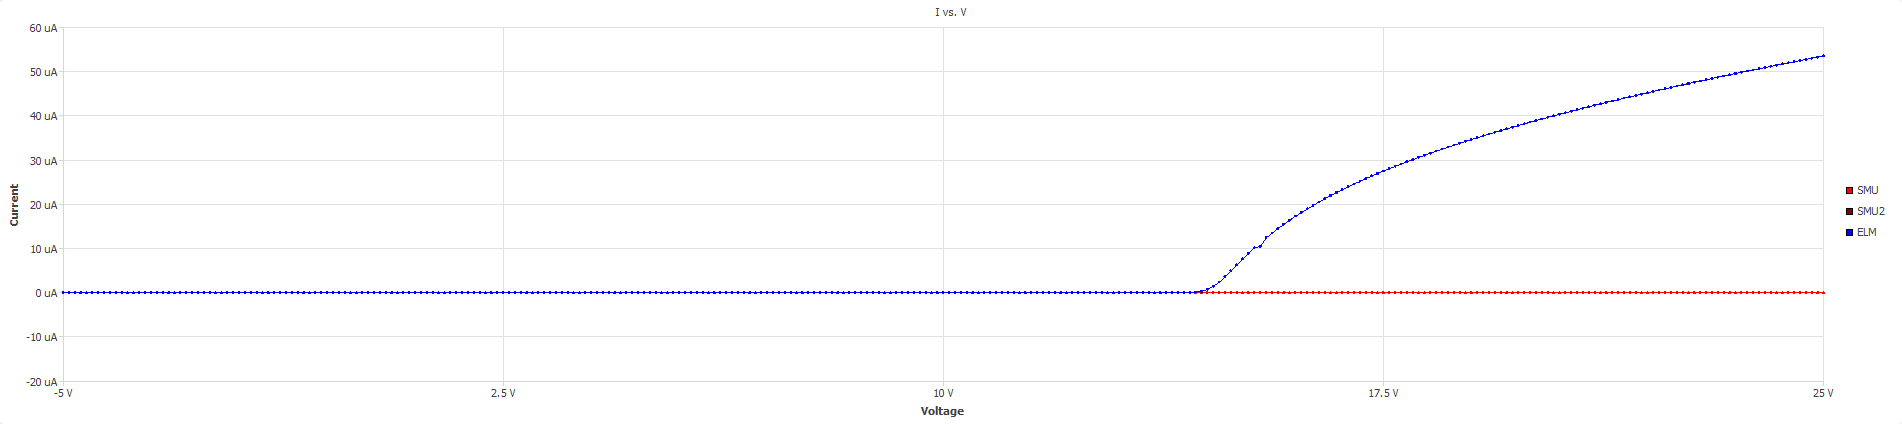 I vs. V
60 uA
50 uA
40 uA
30 uA
20 uA
10 uA
0 uA
-10 uA
-20 uA
Current
-5 V
2.5 V
10 V
17.5 V
25 V
Voltage
SMU
SMU2
ELM